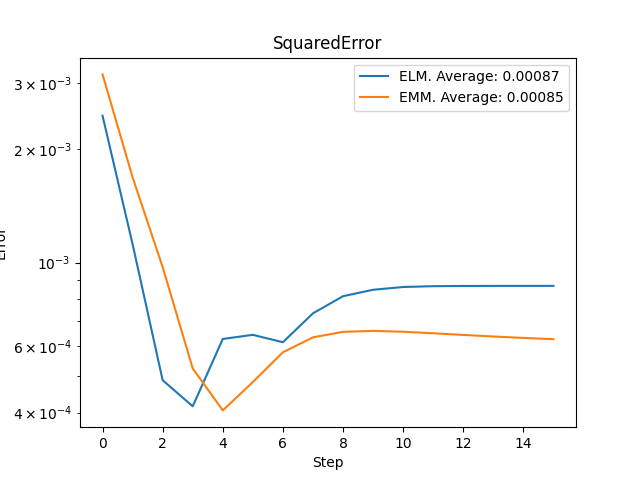 SquaredError
ELM. Average: 0.00087
EMM. Average: 0.00085
3 × 10⁻³
2 × 10⁻³
10⁻³
6 × 10⁻⁴
4 × 10⁻⁴
Error
0 2 4 6 8 10 12 14
Step